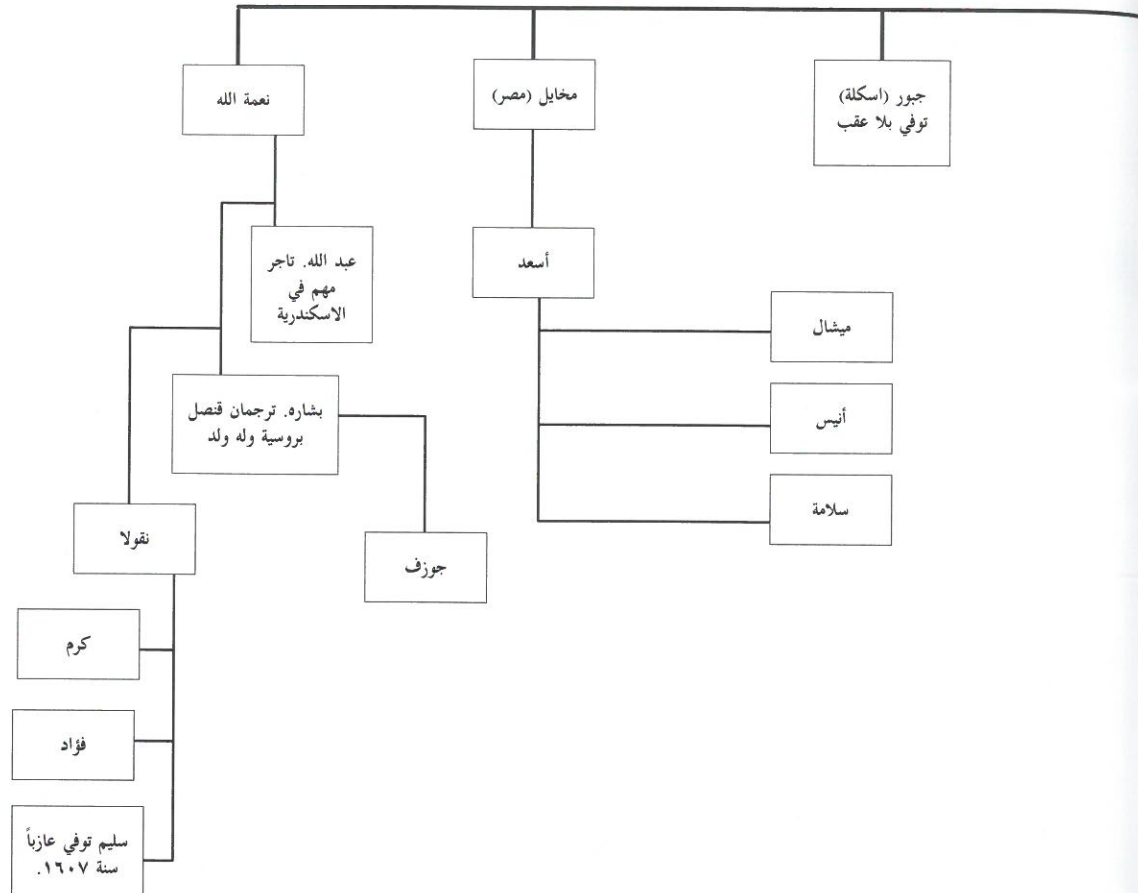 جبور (اسكلة)
توفي بلا عقب
مخايل (مصر)
نعمة الله
أسعد
عبد الله. تاجر
مهم في
الاسكندرية
ميشال
بشاره. ترجمان قنصل
بروسية وله ولد
أنيس
سلامة
نقولا
جوزف
كرم
فؤاد
سليم توفي عازباً
سنة ١٦٠٧.